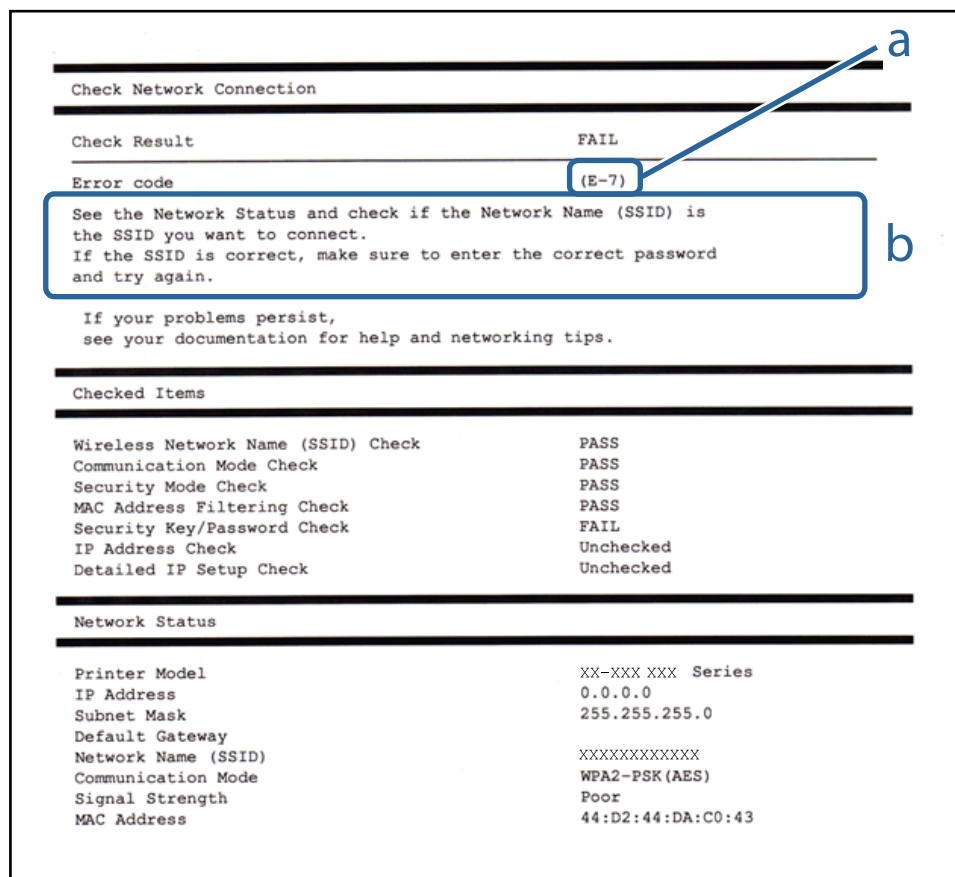 a
Check Network Connection
Check Result FAIL
Error code (E-7)
See the Network Status and check if the Network Name (SSID) is
the SSID you want to connect.
If the SSID is correct, make sure to enter the correct password
and try again.
b
If your problems persist,
see your documentation for help and networking tips.
Checked Items
Wireless Network Name (SSID) Check PASS
Communication Mode Check PASS
Security Mode Check PASS
MAC Address Filtering Check PASS
Security Key/Password Check FAIL
IP Address Check Unchecked
Detailed IP Setup Check Unchecked
Network Status
Printer Model XX-XXX XXX Series
IP Address 0.0.0.0
Subnet Mask 255.255.255.0
Default Gateway
Network Name (SSID) XXXXXXXXXXXX
Communication Mode WPA2-PSK(AES)
Signal Strength Poor
MAC Address 44:D2:44:DA:C0:43